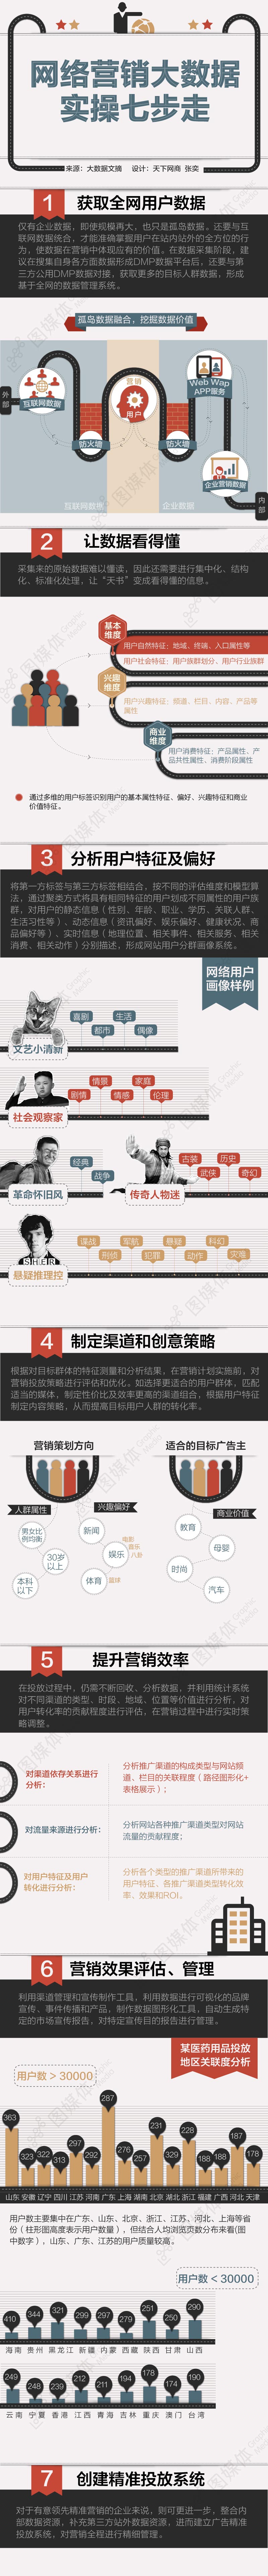 网络营销大数据
实操七步走
来源：大数据文摘 设计：天下网商 张奕
1 获取全网用户数据
仅有企业数据，即使规模再大，也只是孤岛数据。还要与互
联网数据统合，才能准确掌握用户在站内站外的全方位的行
为，使数据在营销中体现应有的价值。在数据采集阶段，建
议在搜集自身各方面数据形成DMP数据平台后，还要与第
三方公用DMP数据对接，获取更多的目标人群数据，形成
基于全网的数据管理系统。
孤岛数据融合，挖掘数据价值
外部
互联网数据
防火墙
营销
用户
防火墙
Web Wap
APP服务
企业营销数据
内部
互联网数据
企业数据
2 让数据看得懂
采集来的原始数据难以懂读，因此还需要进行集中化、结构
化、标准化处理，让“天书”变成看得懂的信息。
基本
维度
用户自然特征：地域、终端、入口属性等
用户社会特征：用户族群划分、用户行业族群
兴趣
维度
用户兴趣特征：频道、栏目、内容、产品等
属性
商业
维度
用户消费特征：产品属性、产
品共性属性、消费阶段属性
通过多维的用户标签识别用户的基本属性特征、偏好、兴趣特征和商业
价值特征。
3 分析用户特征及偏好
将第一方标签与第三方标签相结合，按不同的评估维度和模型算
法，通过聚类方式将具有相同特征的用户划成不同属性的用户族
群，对用户的静态信息（性别、年龄、职业、学历、关联人群、
生活习性等）、动态信息（资讯偏好、娱乐偏好、健康状况、商
品偏好等）、实时信息（地理位置、相关事件、相关服务、相关
消费、相关动作）分别描述，形成网站用户分群画像系统。
网络用户
画像样例
文艺小清新
喜剧
都市
生活
偶像
社会观察家
剧情
情景
情感
家庭
伦理
革命怀旧风
经典
战争
传奇人物迷
古装
武侠
历史
奇幻
SHER
悬疑推理控
谍战
刑侦
军航
犯罪
悬疑
动作
科幻
灾难
4 制定渠道和创意策略
根据对目标群体的特征测量和分析结果，在营销计划实施前，对
营销投放策略进行评估和优化。如选择更适合的用户群体，匹配
适当的媒体，制定性价比及效率更高的渠道组合，根据用户特征
制定内容策略，从而提高目标用户人群的转化率。
营销策划方向
适合的目标广告主
人群属性
男女比
例均衡
30岁
以上
本科
以下
兴趣偏好
新闻
娱乐
电影
音乐
八卦
体育
篮球
商业价值
教育
母婴
时尚
汽车
5 提升营销效率
在投放过程中，仍需不断回收、分析数据，并利用统计系统
对不同渠道的类型、时段、地域、位置等价值进行分析，对
用户转化率的贡献程度进行评估，在营销过程中进行实时策
略调整。
对渠道依存关系进行
分析：
分析推广渠道的构成类型与网站频
道、栏目的关联程度（路径图形化+
表格展示）；
对流量来源进行分析：
分析网站各种推广渠道类型对网站
流量的贡献程度；
对用户特征及用户
转化进行分析：
分析各个类型的推广渠道所带来的
用户特征、各推广渠道类型转化效
率、效果和ROI。
6 营销效果评估、管理
利用渠道管理和宣传制作工具，利用数据进行可视化的品牌
宣传、事件传播和产品，制作数据图形化工具，自动生成特
定的市场宣传报告，对特定宣传目的报告进行管理。
某医药用品投放
地区关联度分析
用户数 > 30000
363 323 322 313 297 292 287 276 257 231 329 228 188 188 187 178
山东 安徽 辽宁 四川 江苏 河南 广东 上海 湖南 北京 湖北 浙江 福建 广西 河北 天津
用户数主要集中在广东、山东、北京、浙江、江苏、河北、上海等省
份（柱形图高度表示用户数量），但结合人均浏览页数分布来看(图
中数字），山东、广东、江苏的用户质量较高。
用户数 < 30000
410 344 321 299 297 279 251 250 290
海南 贵州 黑龙江 新疆 内蒙 西藏 陕西 甘肃 山西
249 248 239 212 211 194 178 174 190
云南 宁夏 香港 江西 青海 吉林 重庆 澳门 台湾
7 创建精准投放系统
对于有意领先精准营销的企业来说，则可更进一步，整合内
部数据资源，补充第三方站外数据资源，进而建立广告精准
投放系统，对营销全程进行精细管理。